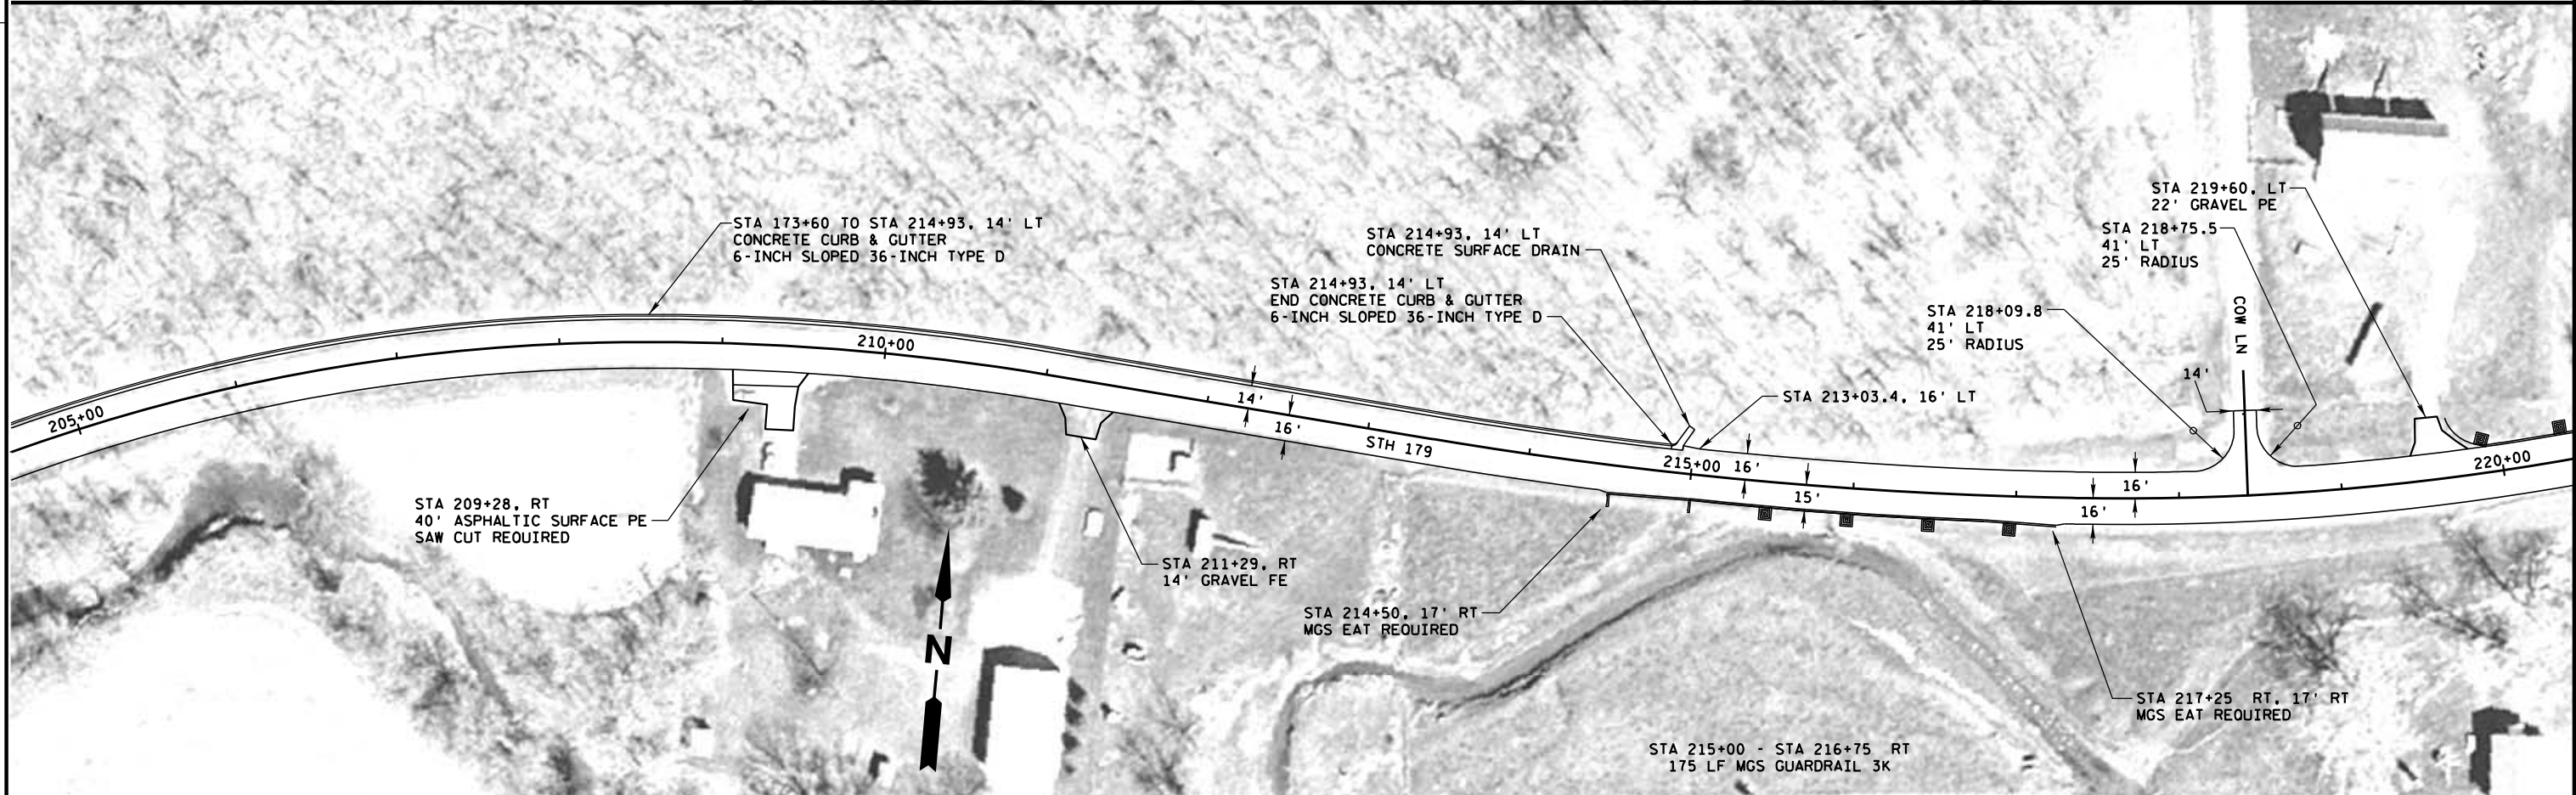 STA 173+60 TO STA 214+93, 14' LT
CONCRETE CURB & GUTTER
6-INCH SLOPED 36-INCH TYPE D
STA 214+93, 14' LT
CONCRETE SURFACE DRAIN
STA 214+93, 14' LT
END CONCRETE CURB & GUTTER
6-INCH SLOPED 36-INCH TYPE D
STA 219+60, LT
22' GRAVEL PE
STA 218+75.5
41' LT
25' RADIUS
STA 218+09.8
41' LT
25' RADIUS
COW LN
14'
STA 213+03.4, 16' LT
205+00
210+00
14'
16'
STH 179
215+00
16'
15'
16'
16'
220+00
STA 209+28, RT
40' ASPHALTIC SURFACE PE
SAW CUT REQUIRED
STA 211+29, RT
14' GRAVEL FE
STA 214+50, 17' RT
MGS EAT REQUIRED
N
STA 217+25 RT, 17' RT
MGS EAT REQUIRED
STA 215+00 - STA 216+75 RT
175 LF MGS GUARDRAIL 3K